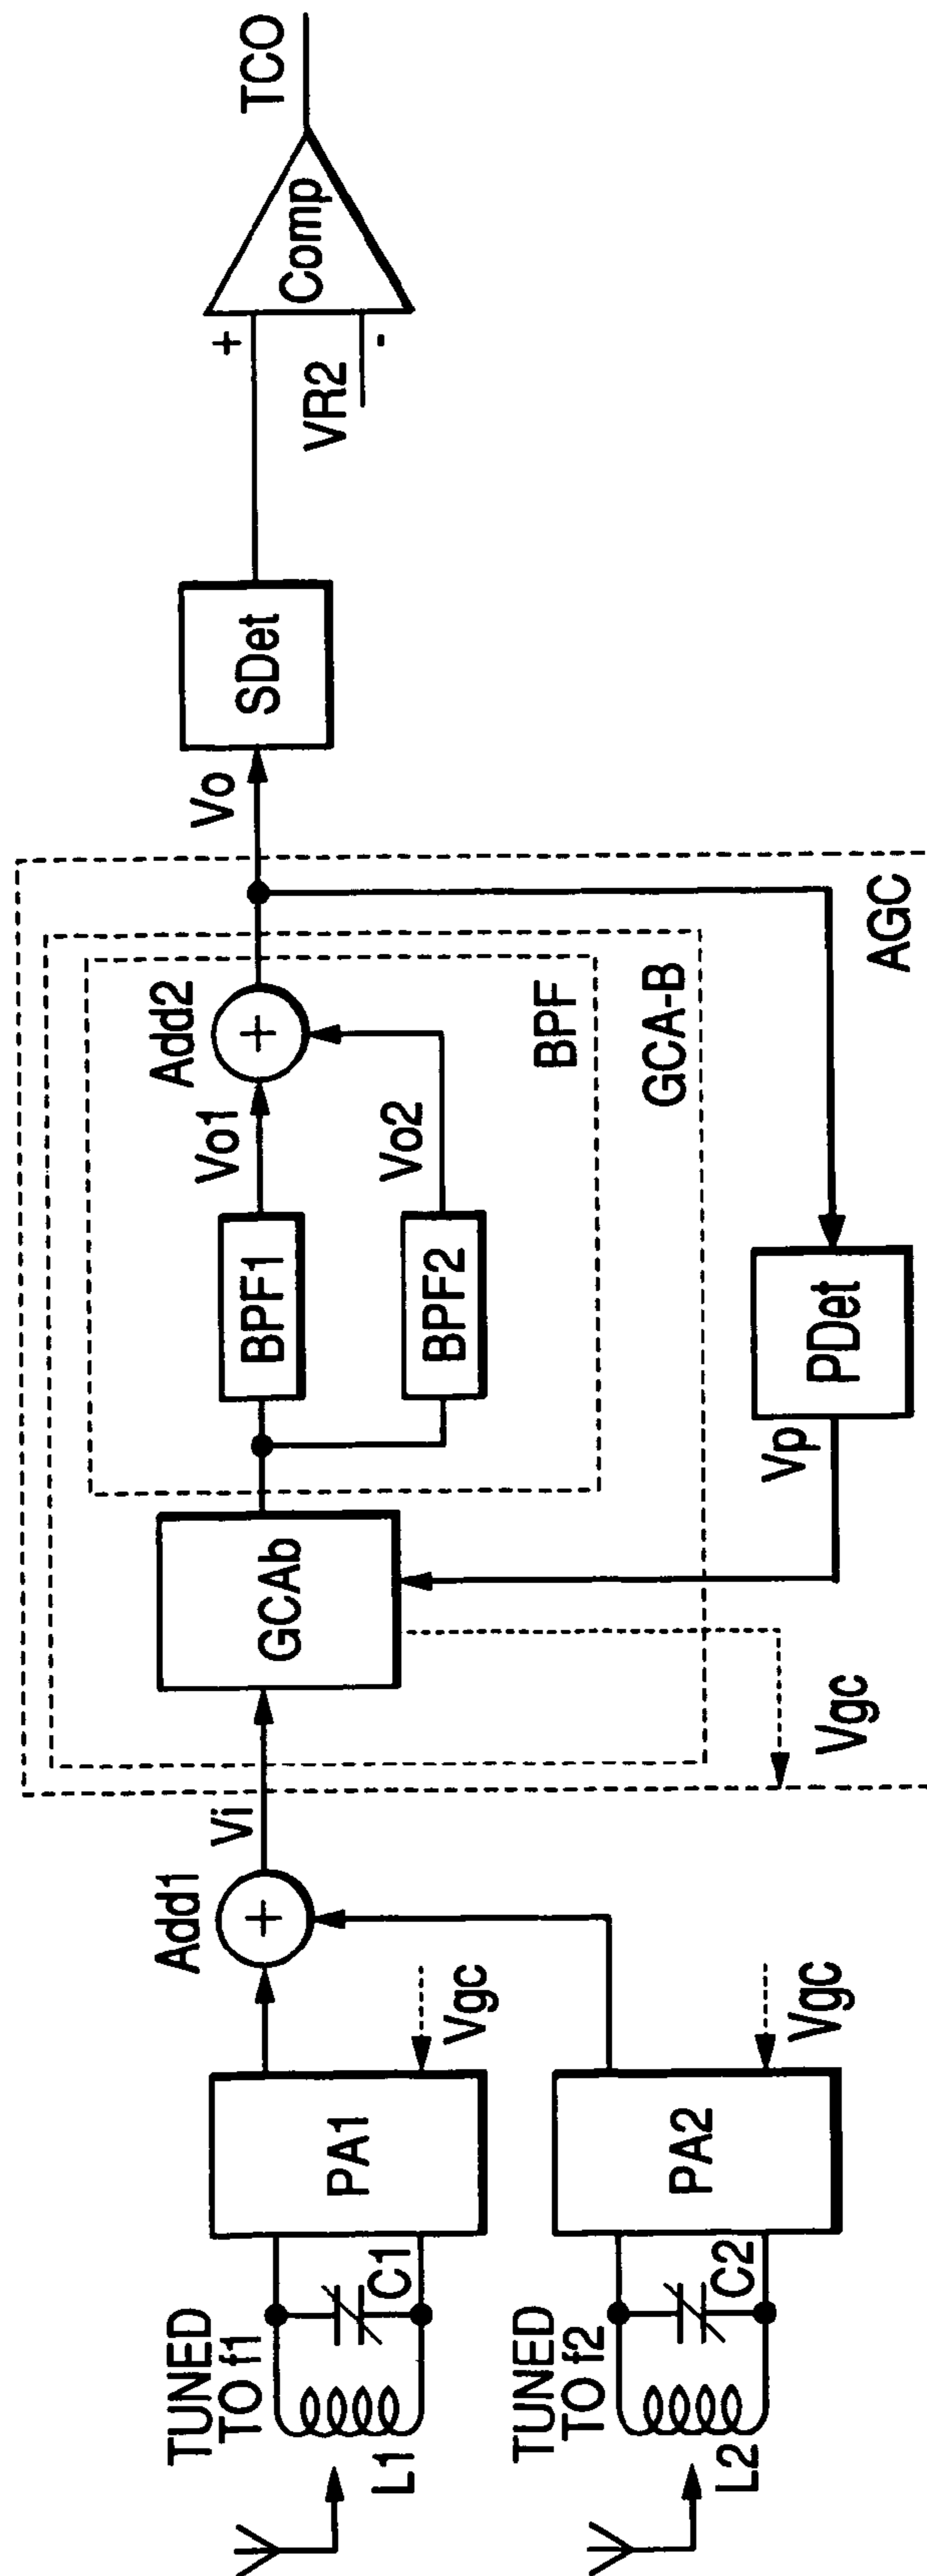 TUNED
TO f1
L1
C1
PA1
Vgc
Add1
Vi
TUNED
TO f2
L2
C2
PA2
Vgc
GCAb
Vgc
BPF1
BPF2
Vo1
Vo2
Add2
+
+
BPF
GCA-B
AGC
PDet
Vp
Vo
SDet
+
-
VR2
Comp
TCO